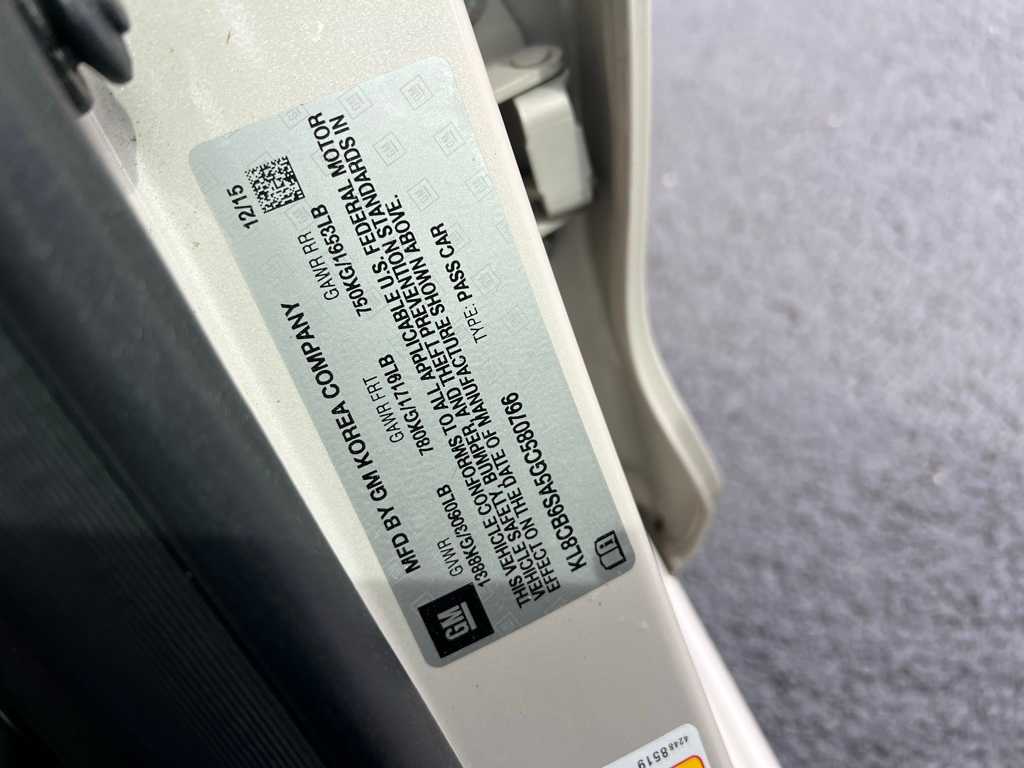 MFD BY GM KOREA COMPANY
12/15
GVWR
GAWR FRT
GAWR RR
1388KG/3060LB
780KG/1719LB
750KG/1653LB
THIS VEHICLE CONFORMS TO ALL APPLICABLE U.S. FEDERAL MOTOR
VEHICLE SAFETY, BUMPER, AND THEFT PREVENTION STANDARDS IN
EFFECT ON THE DATE OF MANUFACTURE SHOWN ABOVE.
KL8CB6SA5GC580766
TYPE: PASS CAR
GM
42488519